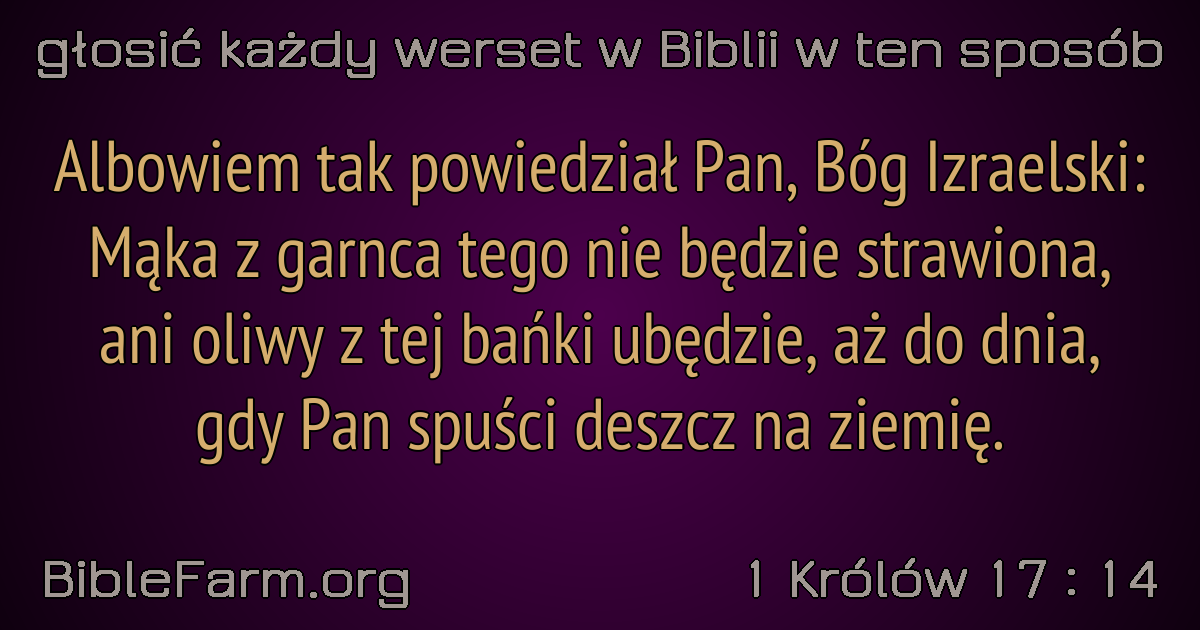 głosić każdy werset w Biblii w ten sposób
Albowiem tak powiedział Pan, Bóg Izraelski:
Mąka z garnca tego nie będzie strawiona,
ani oliwy z tej bańki ubędzie, aż do dnia,
gdy Pan spuści deszcz na ziemię.
BibleFarm.org
1 Królów 17 : 14